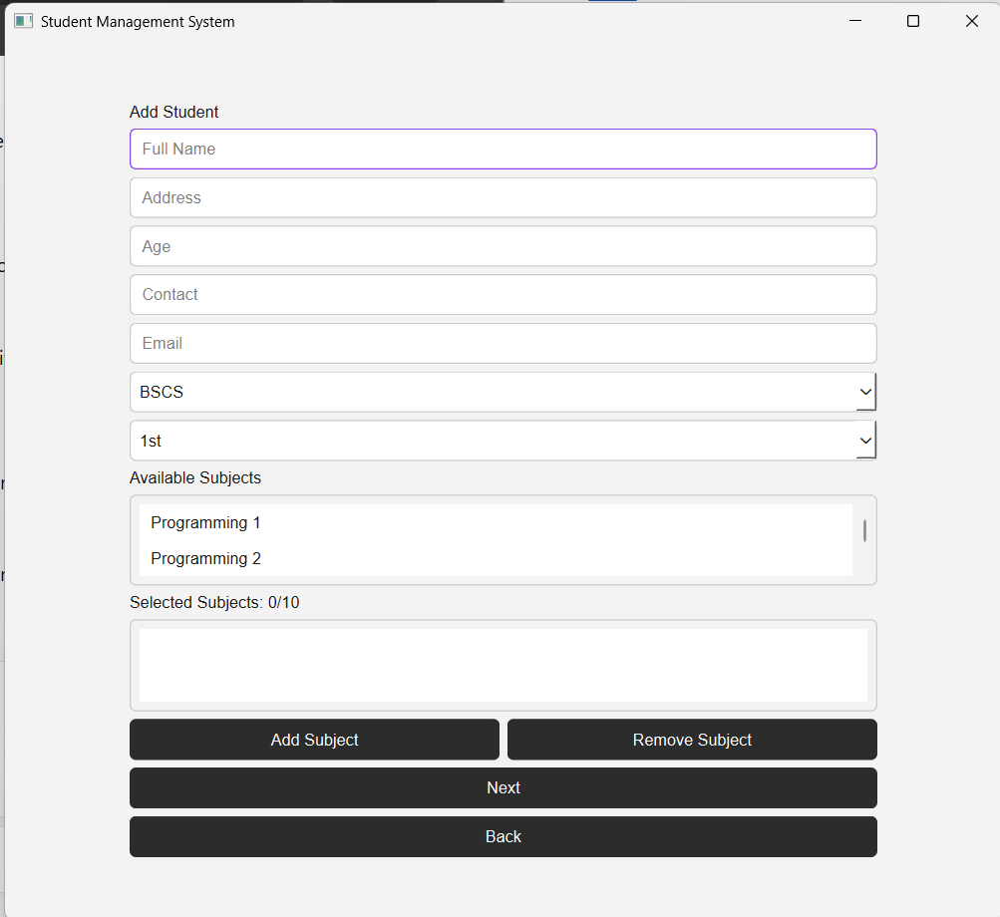 Student Management System
Add Student
Full Name
Address
Age
Contact
Email
BSCS
1st
Available Subjects
Programming 1
Programming 2
Selected Subjects: 0/10
Add Subject Remove Subject
Next
Back